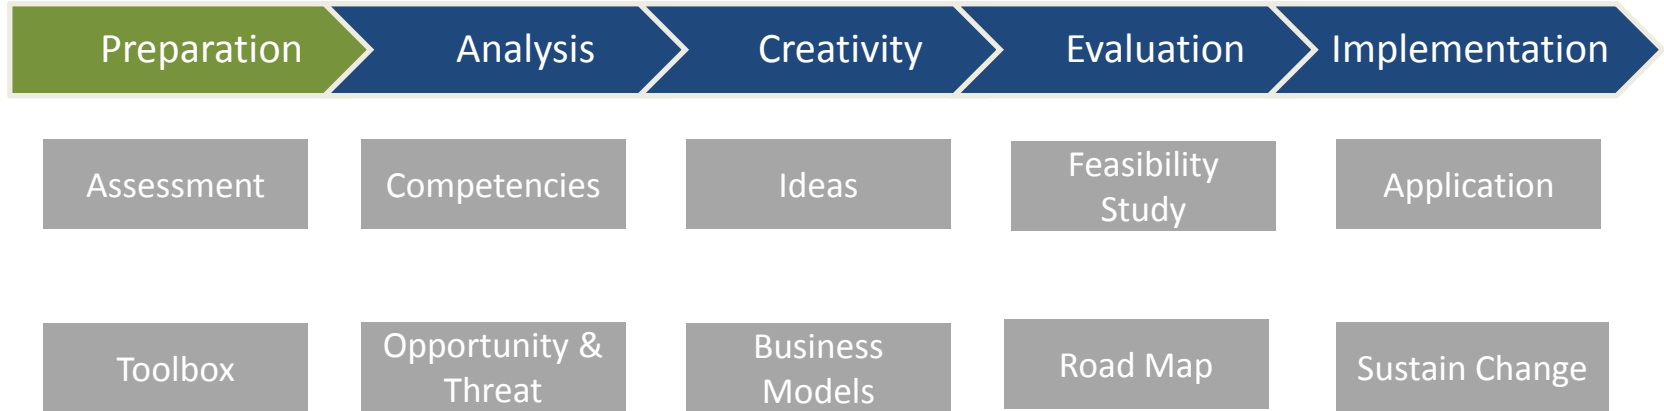 Preparation
Analysis
Creativity
Evaluation
Implementation
Assessment
Competencies
Ideas
Feasibility
Study
Application
Toolbox
Opportunity &
Threat
Business
Models
Road Map
Sustain Change